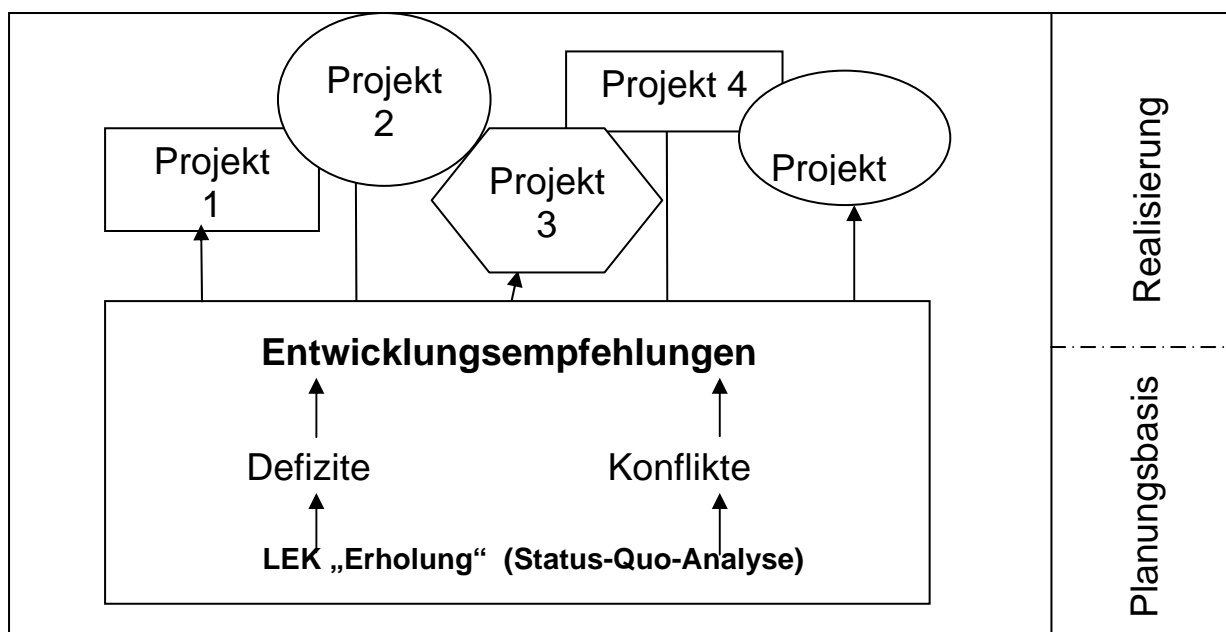 Projekt
1
Projekt
2
Projekt
3
Projekt 4
Projekt
Entwicklungsempfehlungen
Defizite
Konflikte
LEK „Erholung“ (Status-Quo-Analyse)
Realisierung
Planungsbasis